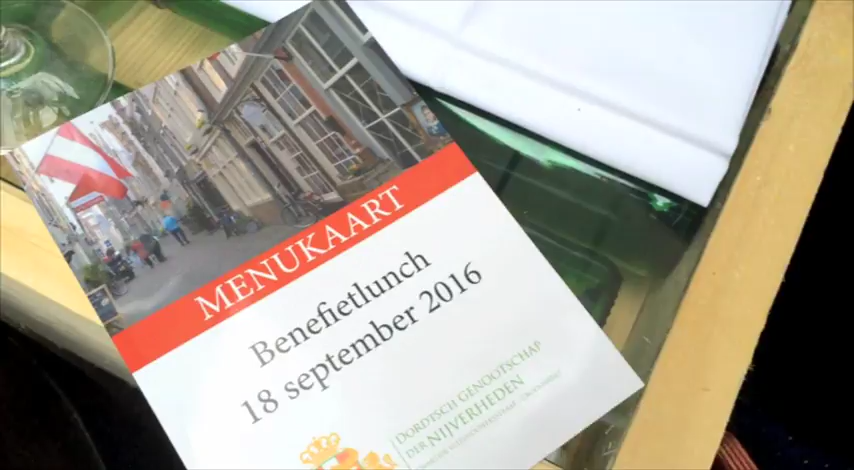 MENUKAART
Benefietlunch
18 september 2016
DORDTSCH GENOOTSCHAP
DER NIJVERHEDEN